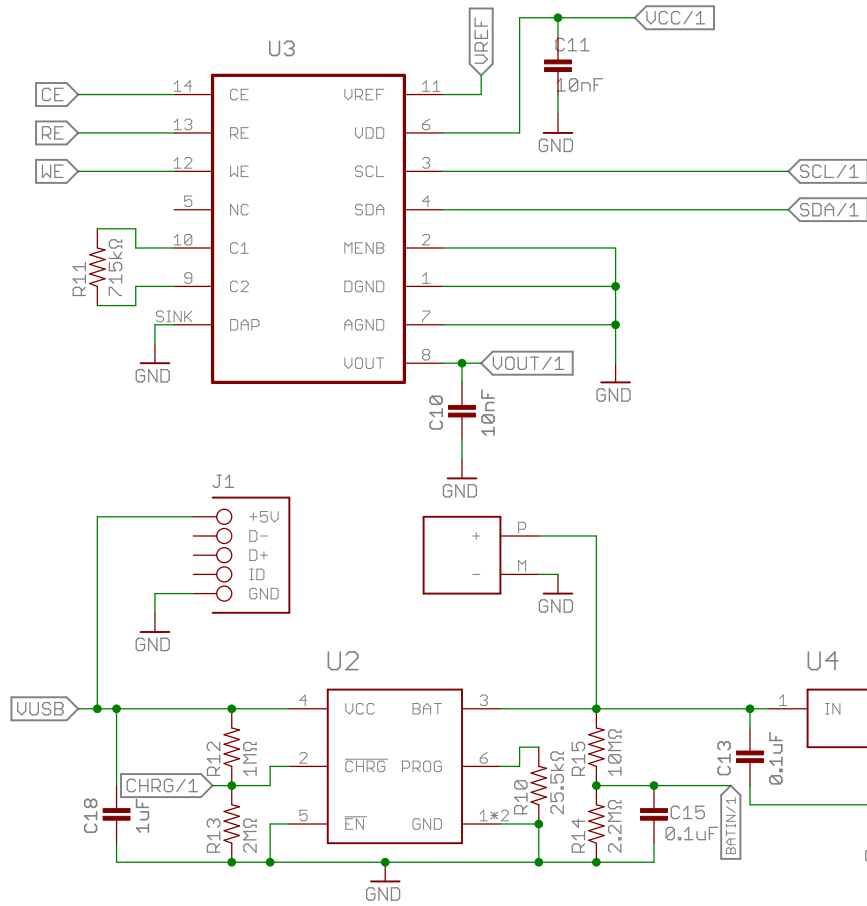 VREF
VCC/1
C11
10nF
GND
U3
CE
14
CE
VREF
11
RE
13
RE
VDD
6
WE
12
WE
SCL
3
SCL/1
5
NC
SDA
4
SDA/1
R11
715kΩ
10
C1
MENB
2
9
C2
DGND
1
SINK
DAP
AGND
7
GND
VOUT
8
VOUT/1
GND
C10
10nF
GND
J1
+5V
D-
D+
ID
GND
GND
+
P
-
M
GND
U2
U4
VUSB
4
VCC
BAT
3
1
IN
R12
1MΩ
2
CHRG
PROG
6
R15
10MΩ
C13
0.1uF
CHRG/1
R10
25.5kΩ
C18
1uF
R13
2MΩ
5
EN
GND
1*2
R14
2.2MΩ
C15
0.1uF
BATIN/1
GND